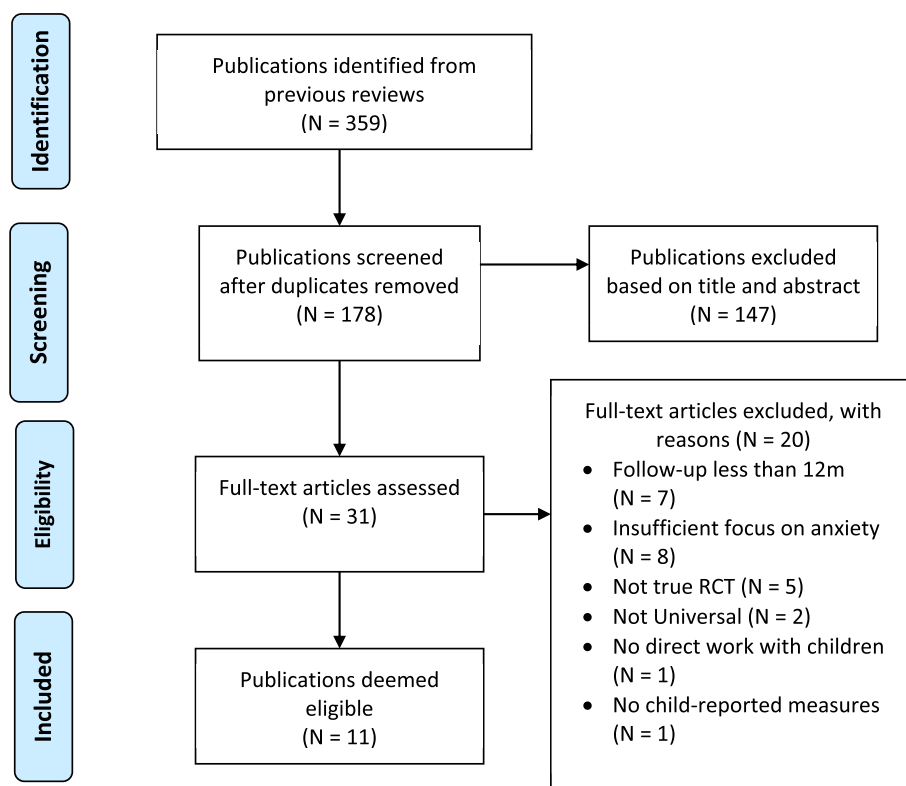 Identification
Publications identified from
previous reviews
(N = 359)
Screening
Publications screened
after duplicates removed
(N = 178)
Publications excluded
based on title and abstract
(N = 147)
Eligibility
Full-text articles assessed
(N = 31)
Full-text articles excluded, with
reasons (N = 20)
• Follow-up less than 12m
(N = 7)
• Insufficient focus on anxiety
(N = 8)
• Not true RCT (N = 5)
• Not Universal (N = 2)
• No direct work with children
(N = 1)
• No child-reported measures
(N = 1)
Included
Publications deemed
eligible
(N = 11)